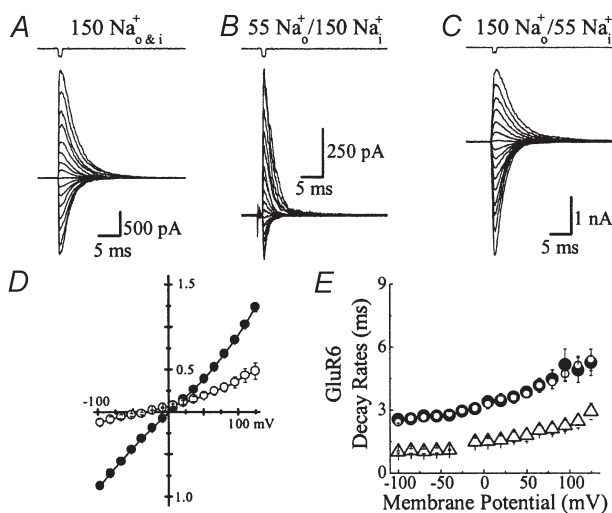 A 150 Na⁺ₒ & ᵢ B 55 Na⁺ₒ/150 Na⁺ᵢ C 150 Na⁺ₒ/55 Na⁺ᵢ
500 pA
5 ms
250 pA
5 ms
1 nA
5 ms
D
1.5
0.5
-100
100 mV
1.0
E
GluR6
Decay Rates (ms)
9
6
3
0
-100 -50 0 50 100
Membrane Potential (mV)